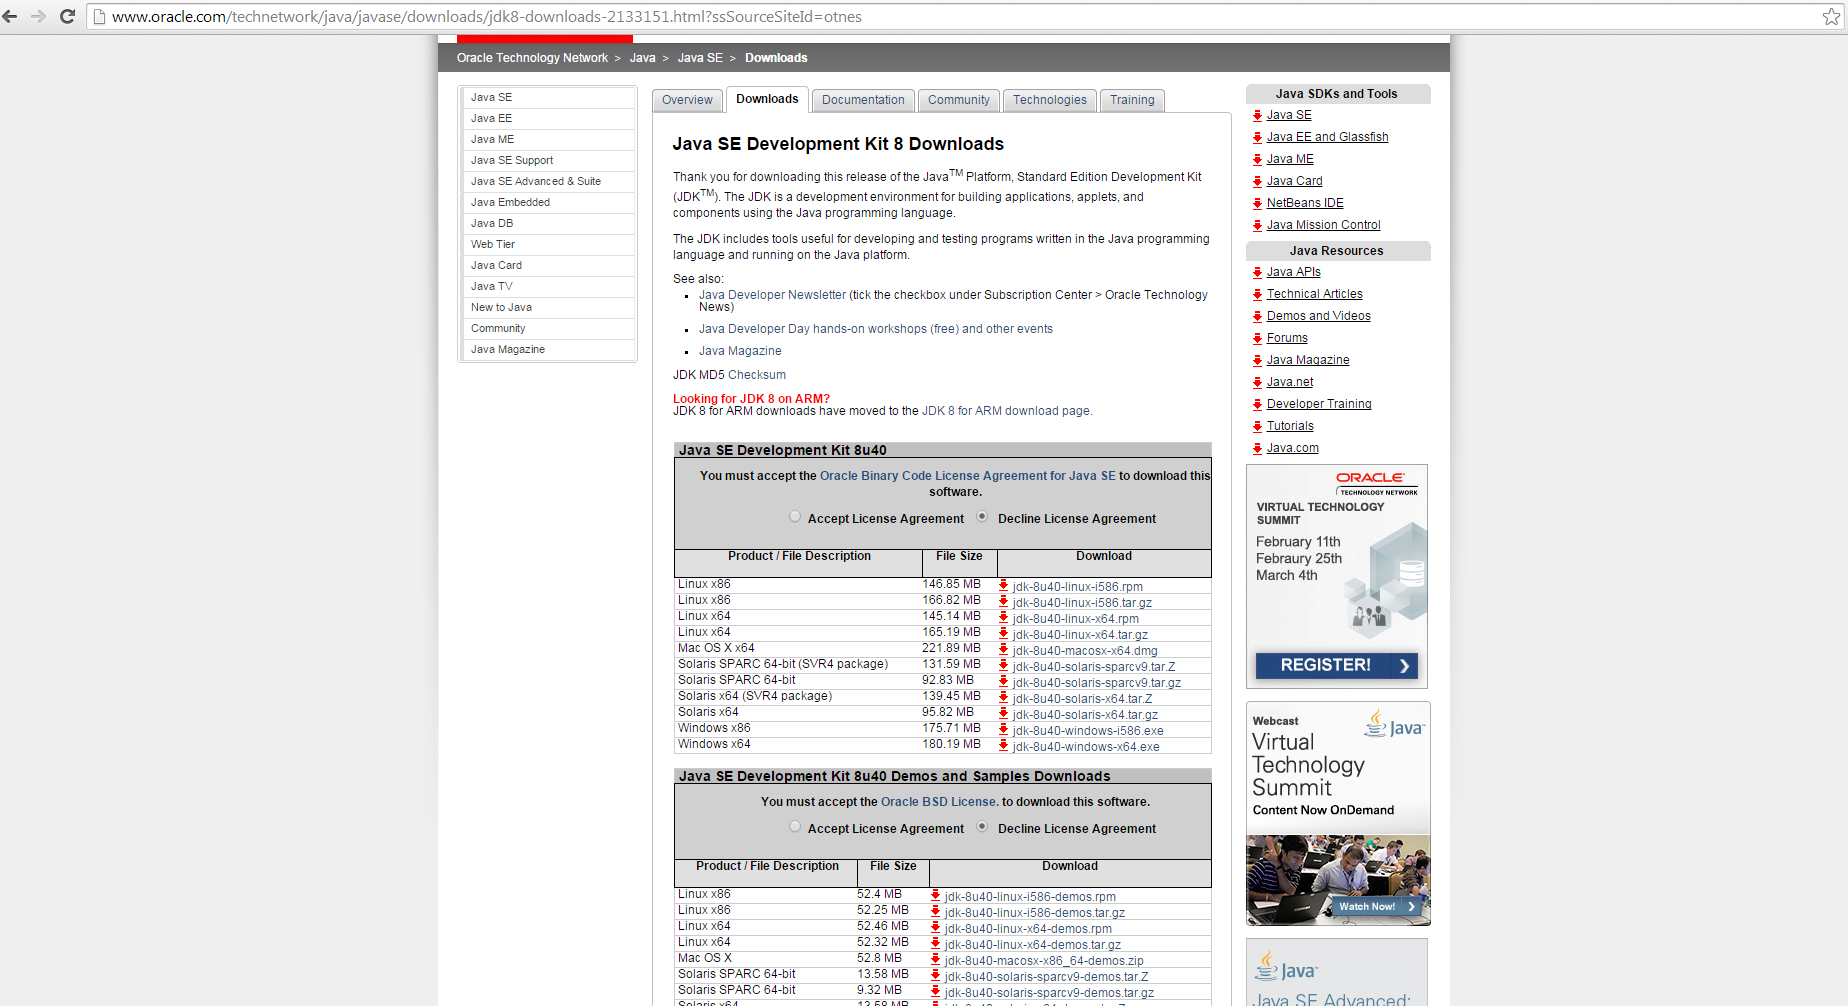 www.oracle.com/technetwork/java/javase/downloads/jdk8-downloads-2133151.html?ssSourceSiteId=otnes
Oracle Technology Network > Java > Java SE > Downloads
Java SE
Java EE
Java ME
Java SE Support
Java SE Advanced & Suite
Java Embedded
Java DB
Web Tier
Java Card
Java TV
New to Java
Community
Java Magazine
Overview Downloads Documentation Community Technologies Training
Java SE Development Kit 8 Downloads
Thank you for downloading this release of the Java™ Platform, Standard Edition Development Kit
(JDK™). The JDK is a development environment for building applications, applets, and
components using the Java programming language.
The JDK includes tools useful for developing and testing programs written in the Java programming
language and running on the Java platform.
See also:
Java Developer Newsletter (tick the checkbox under Subscription Center > Oracle Technology
News)
Java Developer Day hands-on workshops (free) and other events
Java Magazine
JDK MD5 Checksum
Looking for JDK 8 on ARM?
JDK 8 for ARM downloads have moved to the JDK 8 for ARM download page.
Java SE Development Kit 8u40
You must accept the Oracle Binary Code License Agreement for Java SE to download this
software.
Accept License Agreement Decline License Agreement
Product / File Description File Size Download
Linux x86 146.85 MB jdk-8u40-linux-i586.rpm
Linux x86 166.82 MB jdk-8u40-linux-i586.tar.gz
Linux x64 145.14 MB jdk-8u40-linux-x64.rpm
Linux x64 165.19 MB jdk-8u40-linux-x64.tar.gz
Mac OS X x64 221.89 MB jdk-8u40-macosx-x64.dmg
Solaris SPARC 64-bit (SVR4 package) 131.59 MB jdk-8u40-solaris-sparcv9.tar.Z
Solaris SPARC 64-bit 92.83 MB jdk-8u40-solaris-sparcv9.tar.gz
Solaris x64 (SVR4 package) 139.45 MB jdk-8u40-solaris-x64.tar.Z
Solaris x64 95.82 MB jdk-8u40-solaris-x64.tar.gz
Windows x86 175.71 MB jdk-8u40-windows-i586.exe
Windows x64 180.19 MB jdk-8u40-windows-x64.exe
Java SE Development Kit 8u40 Demos and Samples Downloads
You must accept the Oracle BSD License. to download this software.
Accept License Agreement Decline License Agreement
Product / File Description File Size Download
Linux x86 52.4 MB jdk-8u40-linux-i586-demos.rpm
Linux x86 52.25 MB jdk-8u40-linux-i586-demos.tar.gz
Linux x64 52.46 MB jdk-8u40-linux-x64-demos.rpm
Linux x64 52.32 MB jdk-8u40-linux-x64-demos.tar.gz
Mac OS X 52.8 MB jdk-8u40-macosx-x86_64-demos.zip
Solaris SPARC 64-bit 13.58 MB jdk-8u40-solaris-sparcv9-demos.tar.Z
Solaris SPARC 64-bit 9.32 MB jdk-8u40-solaris-sparcv9-demos.tar.gz
Solaris x64 13.58 MB
Java SDKs and Tools
Java SE
Java EE and Glassfish
Java ME
Java Card
NetBeans IDE
Java Mission Control
Java Resources
Java APIs
Technical Articles
Demos and Videos
Forums
Java Magazine
Java.net
Developer Training
Tutorials
Java.com
ORACLE
TECHNOLOGY NETWORK
VIRTUAL TECHNOLOGY
SUMMIT
February 11th
Febraury 25th
March 4th
REGISTER!
Webcast
Java
Virtual
Technology
Summit
Content Now OnDemand
Watch Now!
Java
Java SE Advanced: